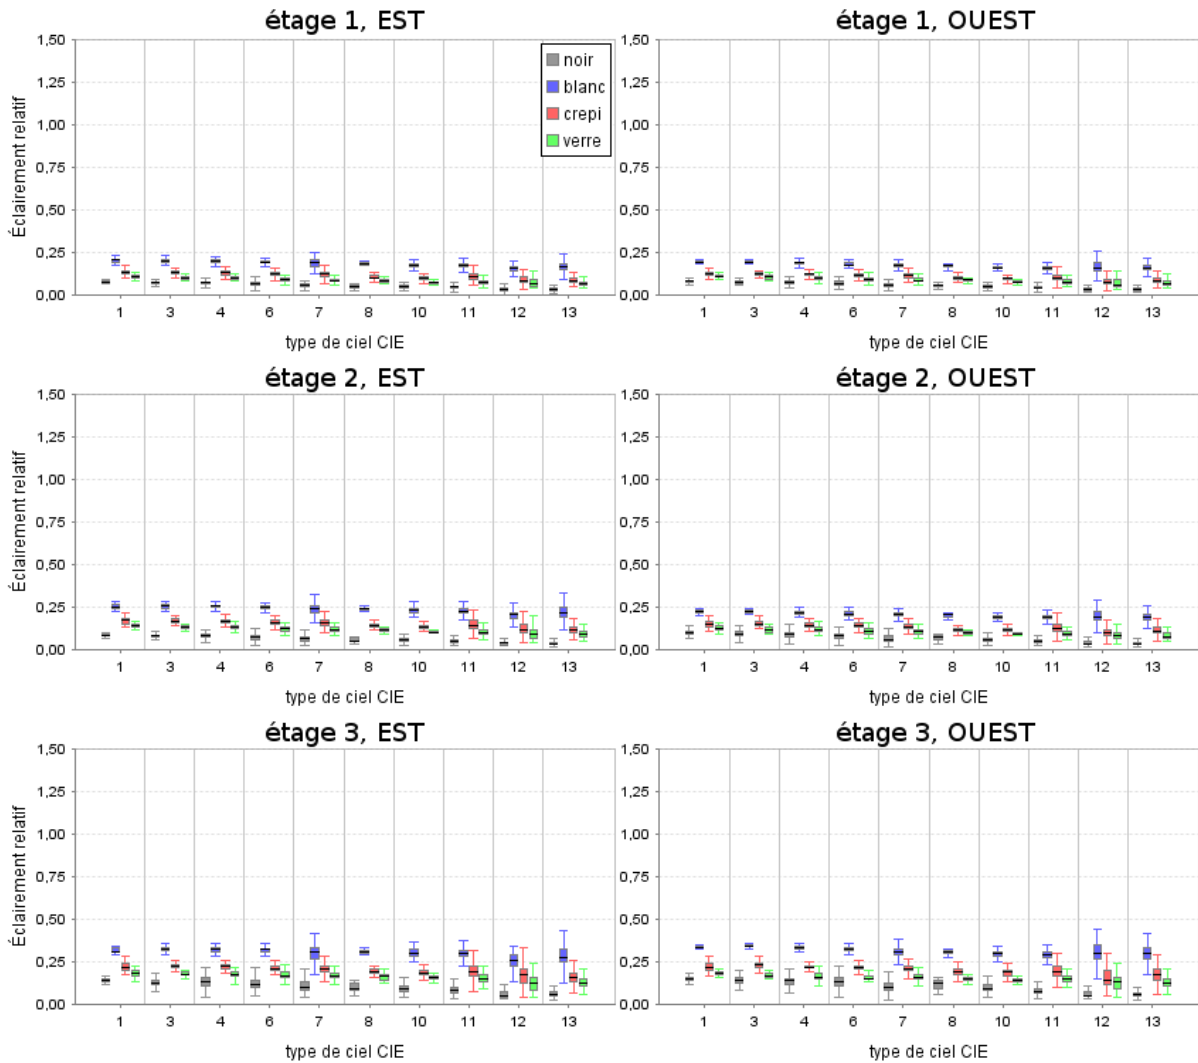 étage 1, EST
étage 1, OUEST
Éclairement relatif
1,50
1,25
1,00
0,75
0,50
0,25
0,00
noir
blanc
crepi
verre
1,50
1,25
1,00
0,75
0,50
0,25
0,00
1 3 4 6 7 8 10 11 12 13
1 3 4 6 7 8 10 11 12 13
type de ciel CIE
type de ciel CIE
étage 2, EST
étage 2, OUEST
Éclairement relatif
1,50
1,25
1,00
0,75
0,50
0,25
0,00
1,50
1,25
1,00
0,75
0,50
0,25
0,00
1 3 4 6 7 8 10 11 12 13
1 3 4 6 7 8 10 11 12 13
type de ciel CIE
type de ciel CIE
étage 3, EST
étage 3, OUEST
Éclairement relatif
1,50
1,25
1,00
0,75
0,50
0,25
0,00
1,50
1,25
1,00
0,75
0,50
0,25
0,00
1 3 4 6 7 8 10 11 12 13
1 3 4 6 7 8 10 11 12 13
type de ciel CIE
type de ciel CIE